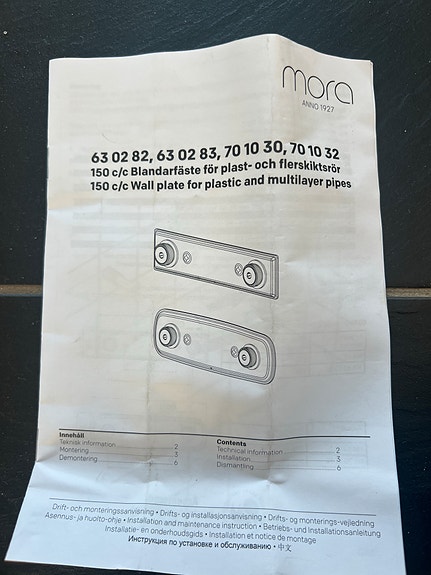 mora
ANNO 1927
63 02 82, 63 02 83, 70 10 30, 70 10 32
150 c/c Blandarfäste för plast- och flerskiktsrör
150 c/c Wall plate for plastic and multilayer pipes
Innehåll
Teknisk information 2
Montering 3
Demontering 6
Contents
Technical information 2
Installation 3
Dismantling 6
Drift- och monteringsanvisning • Drifts- og installasjonsanvisning • Drifts- og monterings-vejledning
Asennus- ja huolto-ohje • Installation and maintenance instruction • Betriebs- und Installationsanleitung
Installatie- en onderhoudsgids • Installation et notice de montage
Инструкция по установке и обслуживанию • 中文